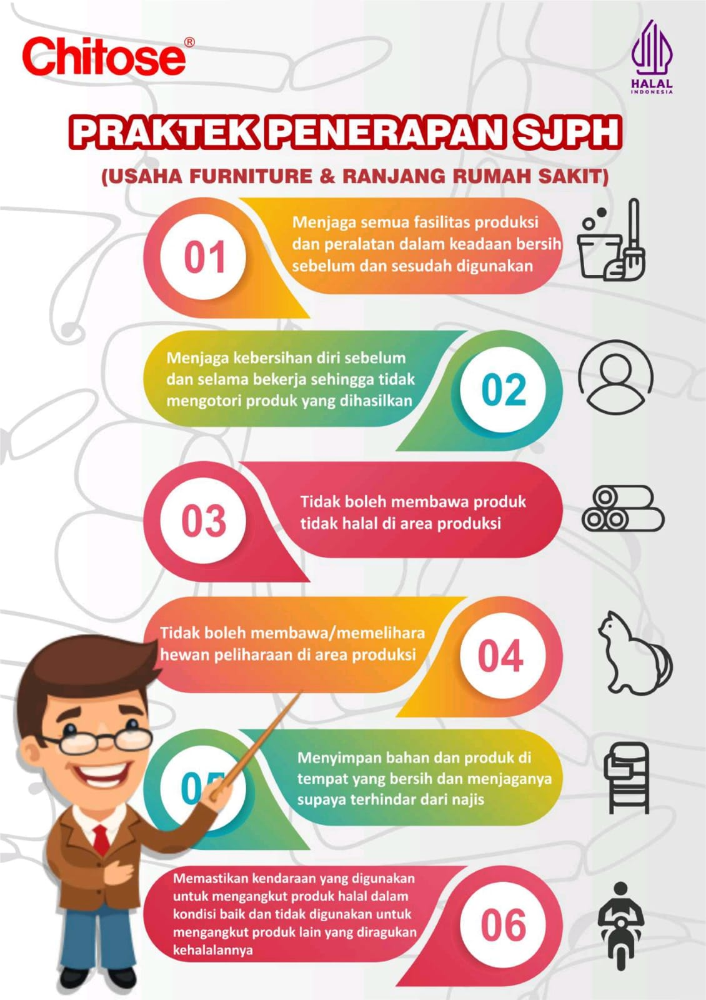 Chitose®
HALAL
INDONESIA
PRAKTEK PENERAPAN SJPH
(USAHA FURNITURE & RANJANG RUMAH SAKIT)
01
Menjaga semua fasilitas produksi
dan peralatan dalam keadaan bersih
sebelum dan sesudah digunakan
Menjaga kebersihan diri sebelum
dan selama bekerja sehingga tidak
mengotori produk yang dihasilkan
02
03
Tidak boleh membawa produk
tidak halal di area produksi
Tidak boleh membawa/memelihara
hewan peliharaan di area produksi
04
05
Menyimpan bahan dan produk di
tempat yang bersih dan menjaganya
supaya terhindar dari najis
Memastikan kendaraan yang digunakan
untuk mengangkut produk halal dalam
kondisi baik dan tidak digunakan untuk
mengangkut produk lain yang diragukan
kehalalannya
06